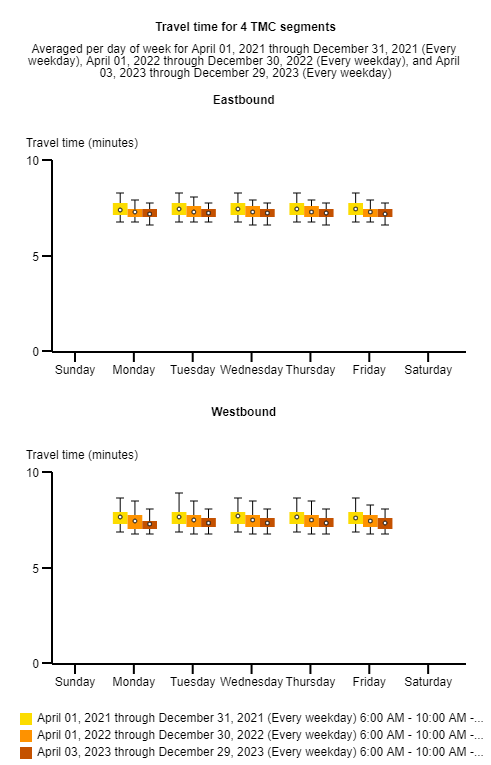 Travel time for 4 TMC segments
Averaged per day of week for April 01, 2021 through December 31, 2021 (Every
weekday), April 01, 2022 through December 30, 2022 (Every weekday), and April
03, 2023 through December 29, 2023 (Every weekday)
Eastbound
Travel time (minutes)
10
5
0
Sunday Monday Tuesday Wednesday Thursday Friday Saturday
Westbound
Travel time (minutes)
10
5
0
Sunday Monday Tuesday Wednesday Thursday Friday Saturday
April 01, 2021 through December 31, 2021 (Every weekday) 6:00 AM - 10:00 AM -...
April 01, 2022 through December 30, 2022 (Every weekday) 6:00 AM - 10:00 AM -...
April 03, 2023 through December 29, 2023 (Every weekday) 6:00 AM - 10:00 AM -...